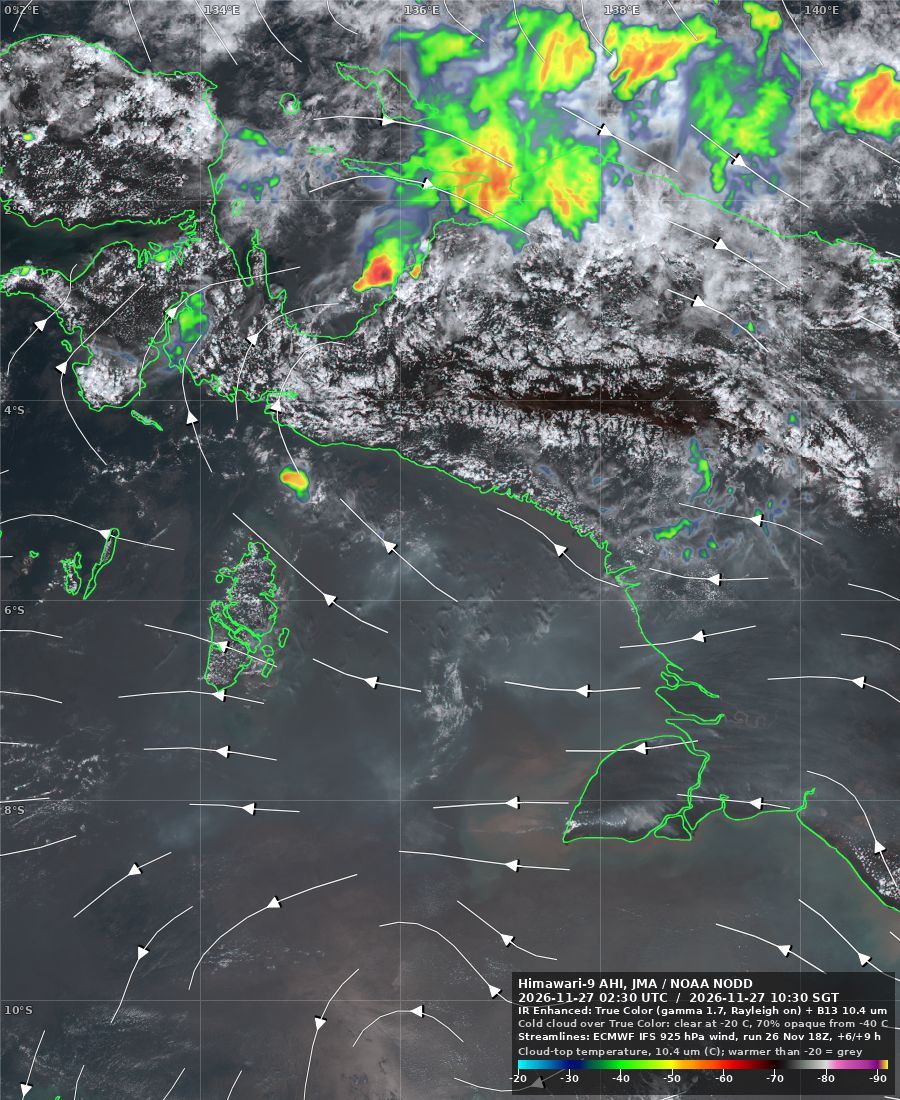 092°E
134°E
136°E
138°E
140°E
2°S
4°S
6°S
8°S
10°S
Himawari-9 AHI, JMA / NOAA NODD
2026-11-27 02:30 UTC / 2026-11-27 10:30 SGT
IR Enhanced: True Color (gamma 1.7, Rayleigh on) + B13 10.4 um
Cold cloud over True Color: clear at -20 C, 70% opaque from -40 C
Streamlines: ECMWF IFS 925 hPa wind, run 26 Nov 18Z, +6/+9 h
Cloud-top temperature, 10.4 um (C); warmer than -20 = grey
-20 -30 -40 -50 -60 -70 -80 -90